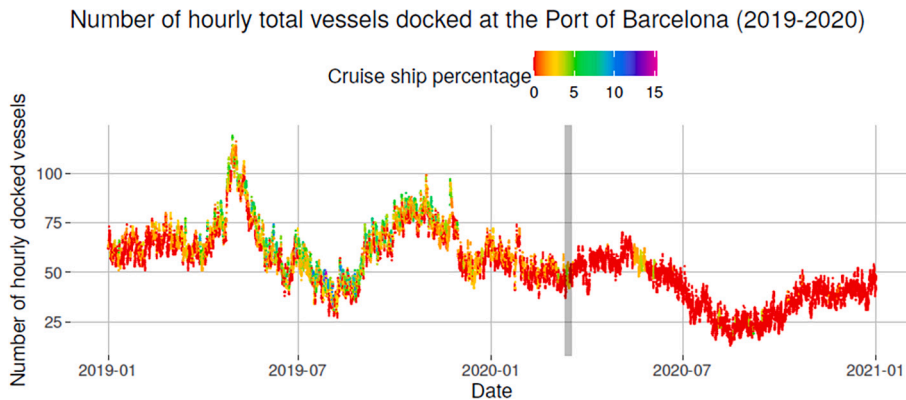 Number of hourly total vessels docked at the Port of Barcelona (2019-2020)
Cruise ship percentage
0 5 10 15
Number of hourly docked vessels
100
75
50
25
2019-01 2019-07 2020-01 2020-07 2021-01
Date